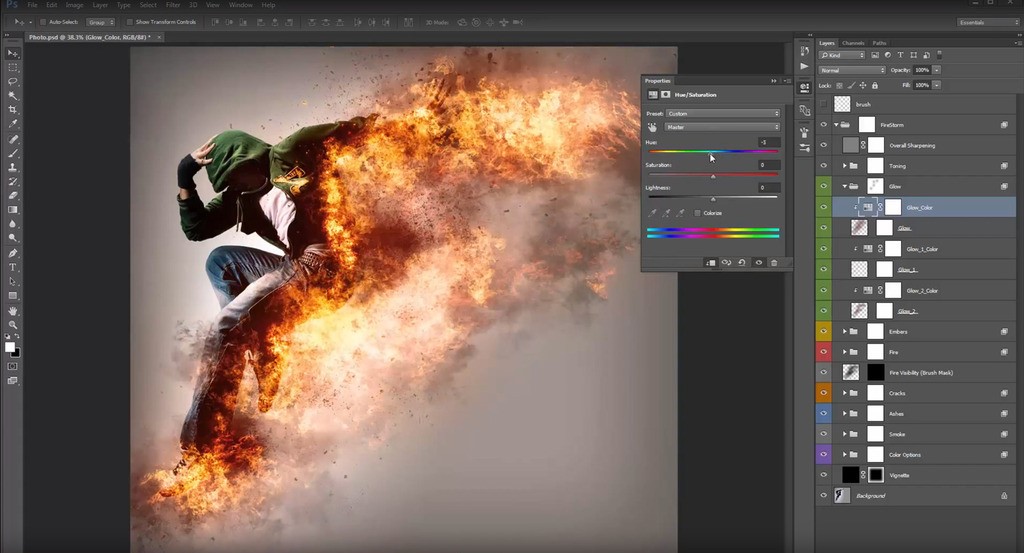 Ps File Edit Image Layer Type Select Filter 3D View Window Help
Auto-Select: Group Show Transform Controls 3D Mode: Essentials
Photo.psd @ 38.3% (Glow_Color, RGB/8#) * ×
Properties
Hue/Saturation
Preset: Custom
Master
Hue: -5
Saturation: 0
Lightness: 0
Colorize
Layers Channels Paths
Kind
Normal Opacity: 100%
Lock: Fill: 100%
brush
FireStorm
Overall Sharpening
Toning
Glow
Glow_Color
Glow
Glow_1_Color
Glow_1
Glow_2_Color
Glow_2
Embers
Fire
Fire Visibility (Brush Mask)
Cracks
Ashes
Smoke
Color Options
Vignette
Background